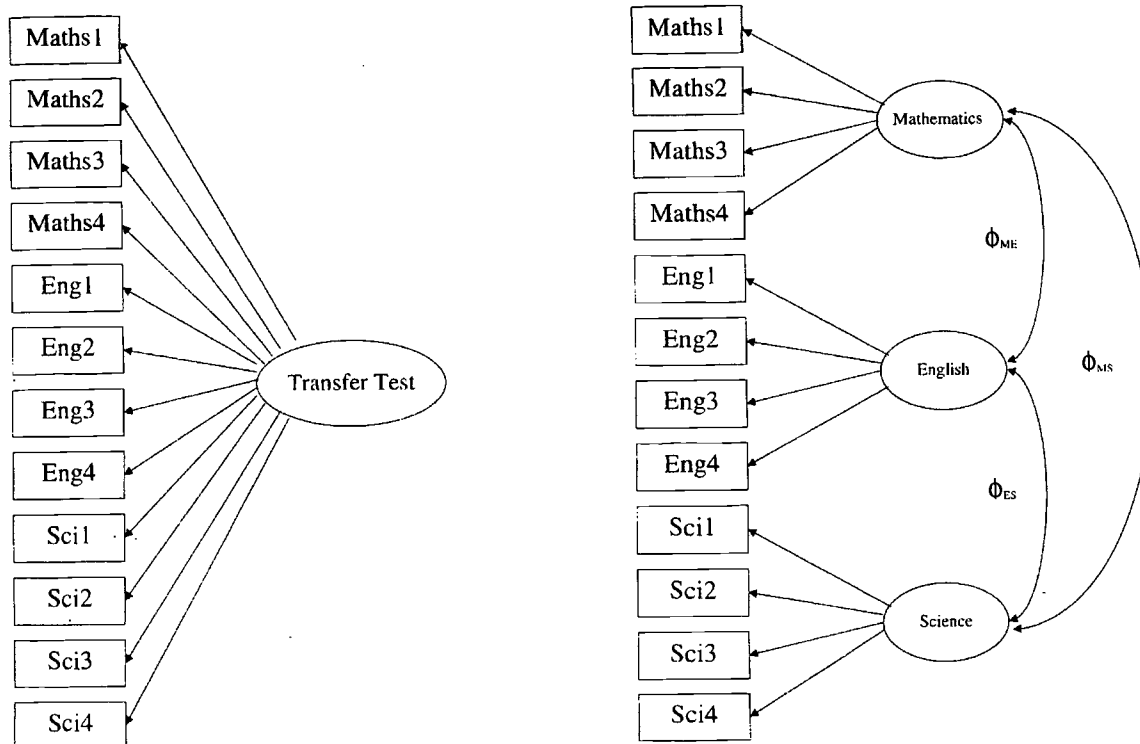 Maths1
Maths2
Maths3
Maths4
Eng1
Eng2
Eng3
Eng4
Sci1
Sci2
Sci3
Sci4
Transfer Test
Maths1
Maths2
Maths3
Maths4
Eng1
Eng2
Eng3
Eng4
Sci1
Sci2
Sci3
Sci4
Mathematics
English
Science
ϕME
ϕMS
ϕES